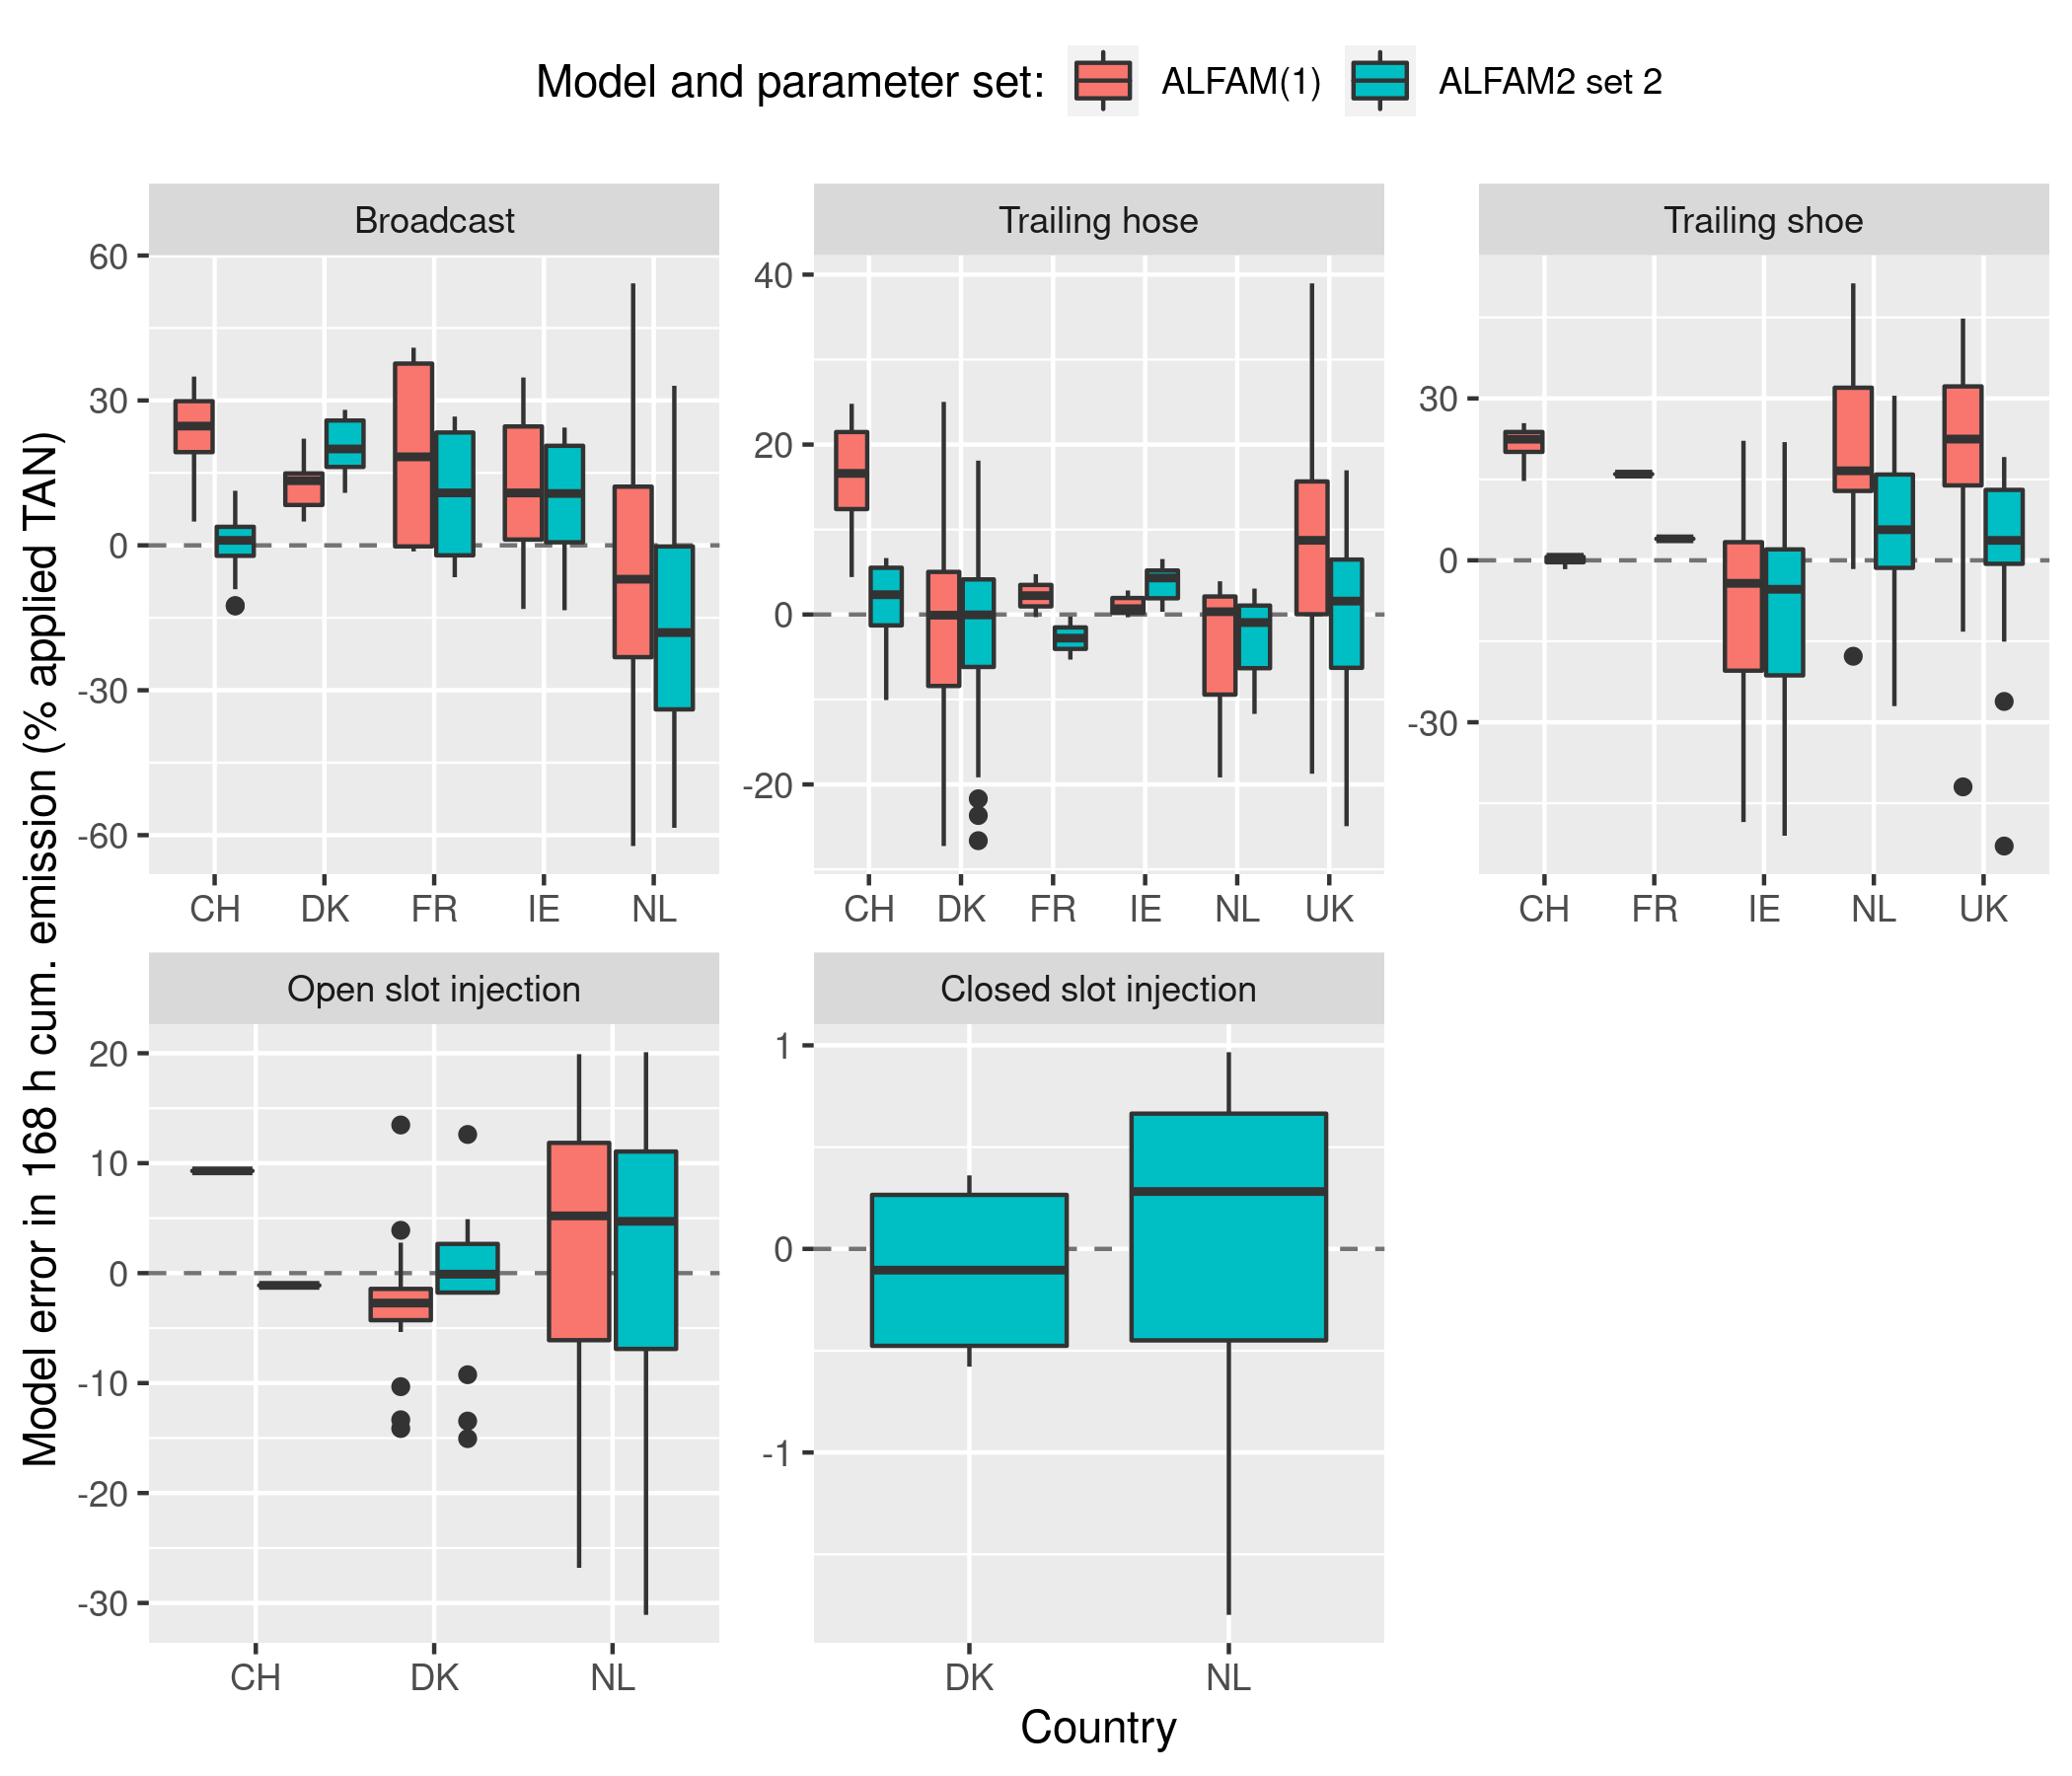 Model and parameter set: ALFAM(1) ALFAM2 set 2
Model error in 168 h cum. emission (% applied TAN)
Broadcast
60
30
0
-30
-60
CH DK FR IE NL
Trailing hose
40
20
0
-20
CH DK FR IE NL UK
Trailing shoe
30
0
-30
CH FR IE NL UK
Open slot injection
20
10
0
-10
-20
-30
CH DK NL
Closed slot injection
1
0
-1
DK NL
Country